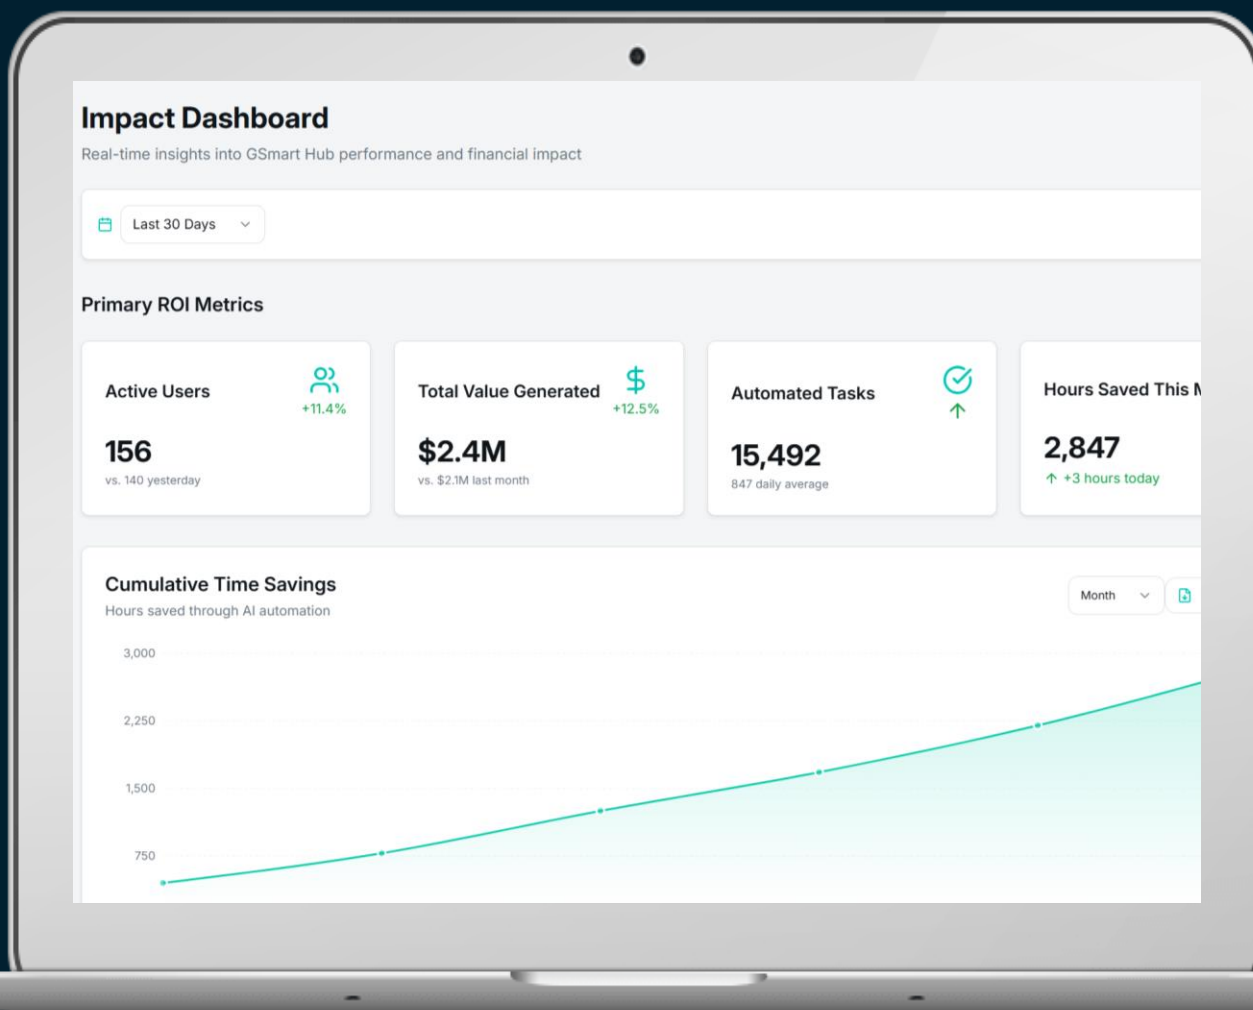 Impact Dashboard
Real-time insights into GSmart Hub performance and financial impact
Last 30 Days
Primary ROI Metrics
Active Users
+11.4%
156
vs. 140 yesterday
Total Value Generated
+12.5%
$2.4M
vs. $2.1M last month
Automated Tasks
15,492
847 daily average
Hours Saved This
2,847
+3 hours today
Cumulative Time Savings
Hours saved through AI automation
Month
3,000
2,250
1,500
750